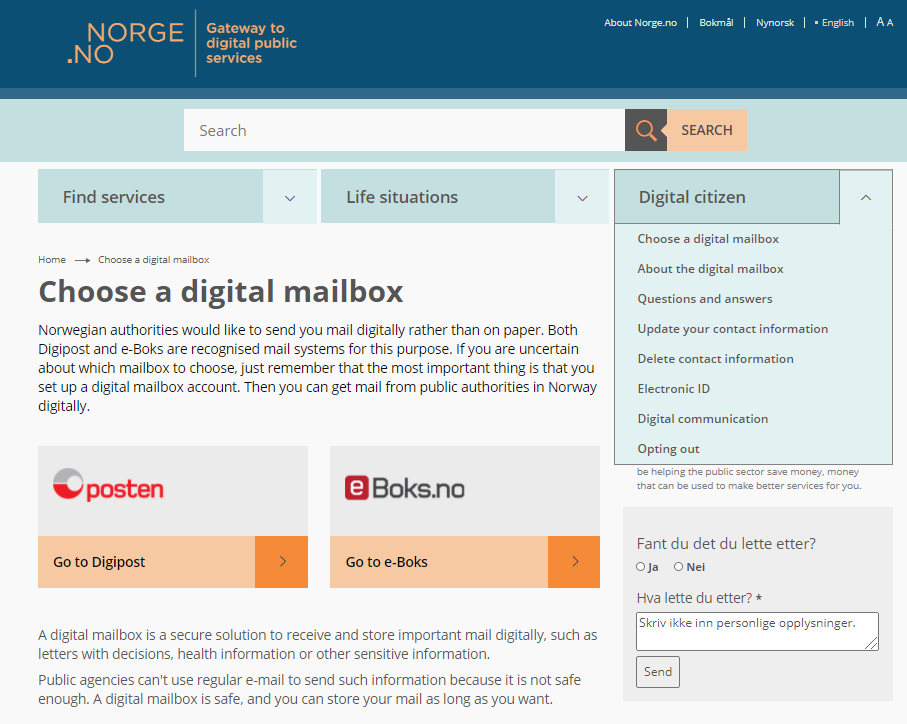 NORGE
.NO
Gateway to
digital public
services
About Norge.no
Bokmål
Nynorsk
English
A A
Search
SEARCH
Find services
Life situations
Digital citizen
Choose a digital mailbox
About the digital mailbox
Questions and answers
Update your contact information
Delete contact information
Electronic ID
Digital communication
Opting out
Home → Choose a digital mailbox
Choose a digital mailbox
Norwegian authorities would like to send you mail digitally rather than on paper. Both
Digipost and e-Boks are recognised mail systems for this purpose. If you are uncertain
about which mailbox to choose, just remember that the most important thing is that you
set up a digital mailbox account. Then you can get mail from public authorities in Norway
digitally.
posten
Go to Digipost
e Boks.no
Go to e-Boks
A digital mailbox is a secure solution to receive and store important mail digitally, such as
letters with decisions, health information or other sensitive information.
Public agencies can't use regular e-mail to send such information because it is not safe
enough. A digital mailbox is safe, and you can store your mail as long as you want.
be helping the public sector save money, money
that can be used to make better services for you.
Fant du det du lette etter?
Ja
Nei
Hva lette du etter? *
Skriv ikke inn personlige opplysninger.
Send